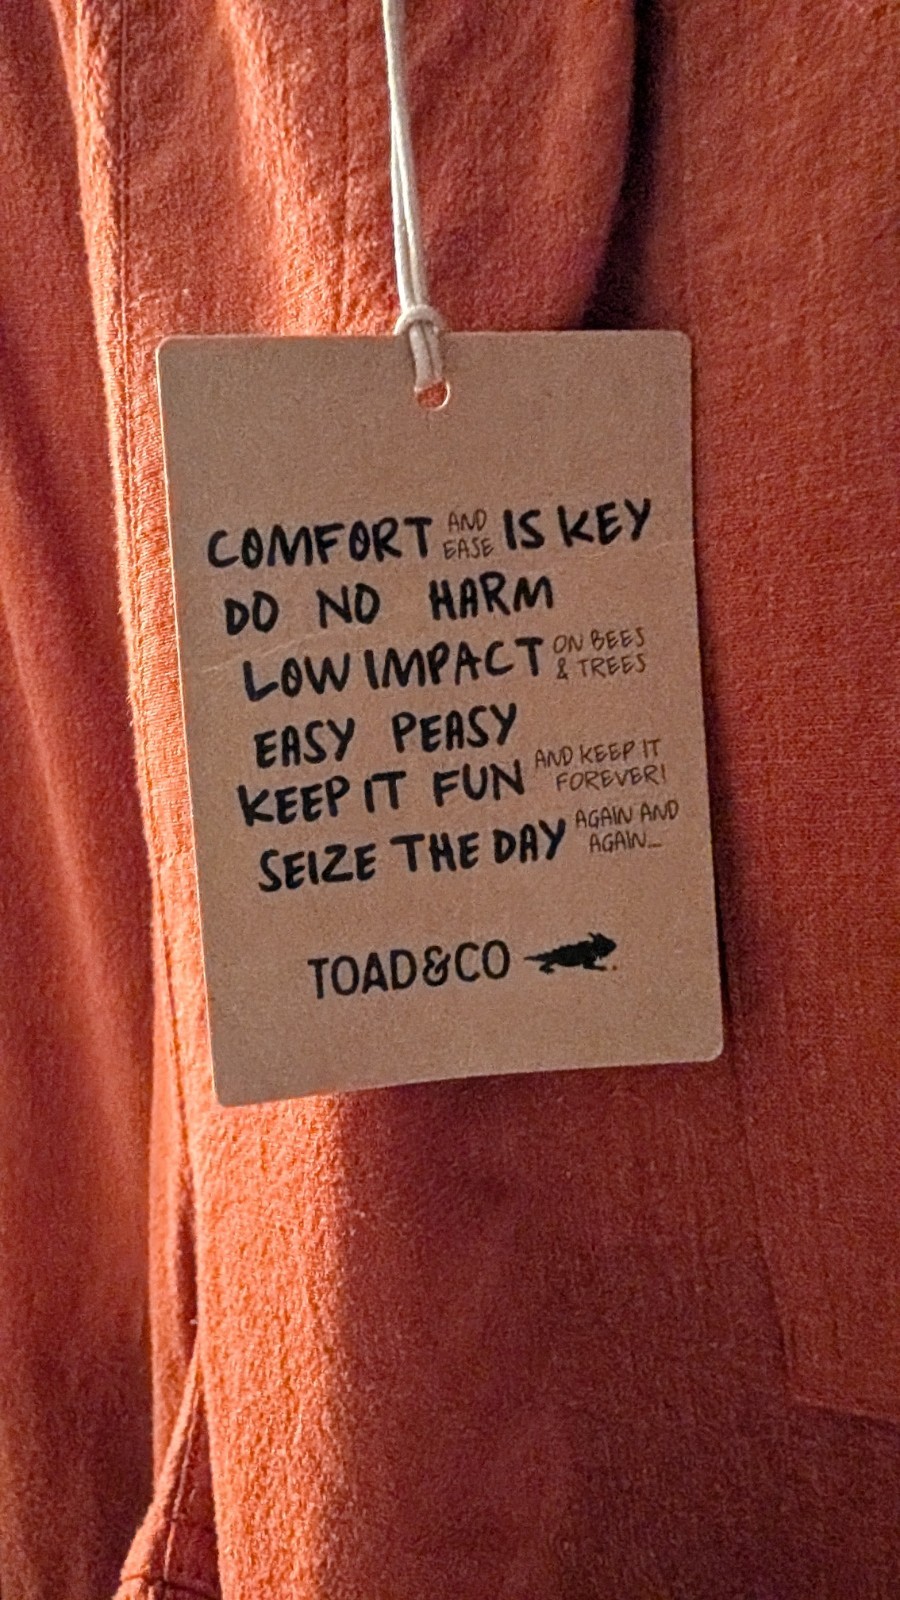 COMFORT AND EASE IS KEY
DO NO HARM
LOW IMPACT ON BEES & TREES
EASY PEASY
KEEP IT FUN AND KEEP IT FOREVER!
SEIZE THE DAY AGAIN AND AGAIN...
TOAD&CO